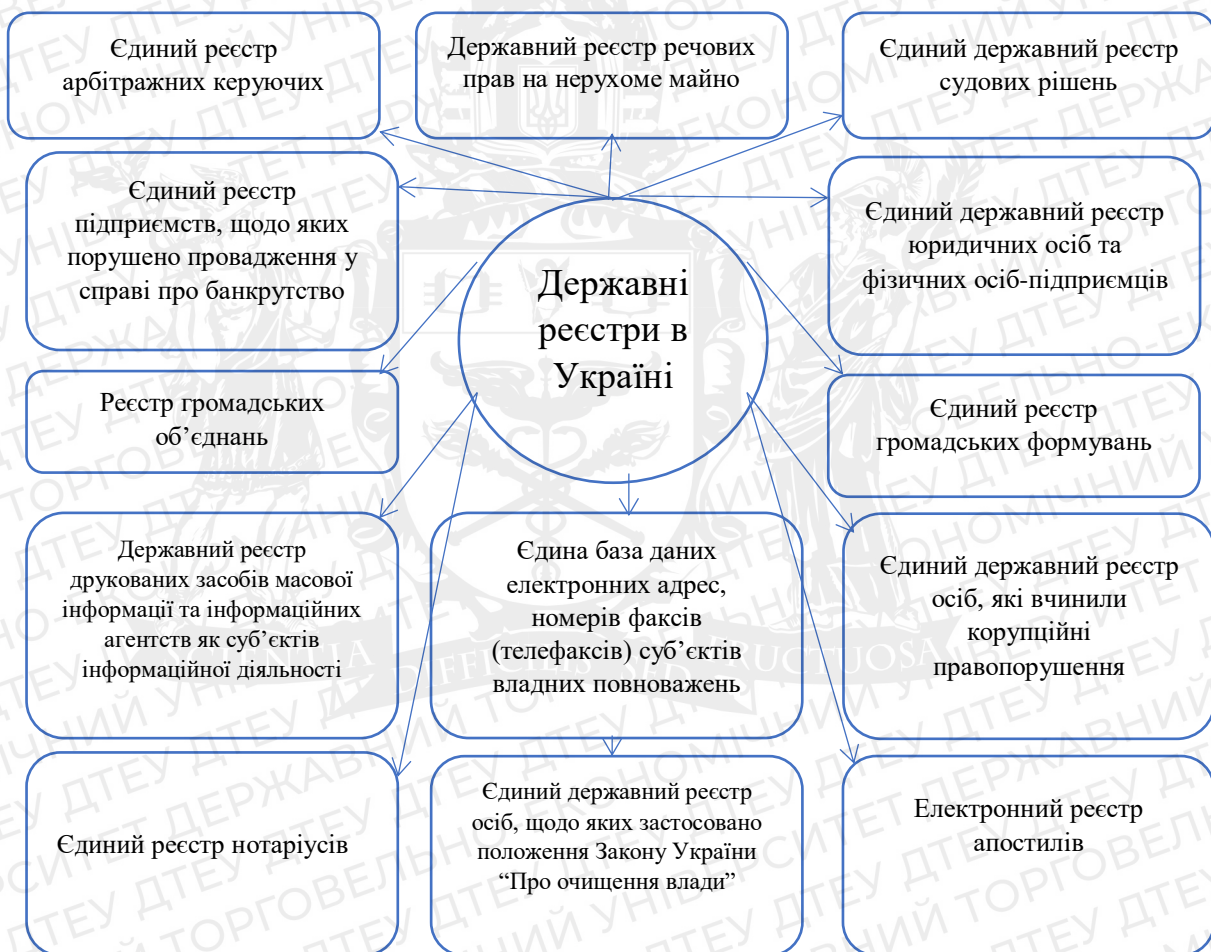 Єдиний реєстр
арбітражних керуючих
Державний реєстр речових
прав на нерухоме майно
Єдиний державний реєстр
судових рішень
Єдиний реєстр
підприємств, щодо яких
порушено провадження у
справі про банкрутство
Державні
реєстри в
Україні
Єдиний державний реєстр
юридичних осіб та
фізичних осіб-підприємців
Реєстр громадських
об’єднань
Єдиний реєстр
громадських формувань
Державний реєстр
друкованих засобів масової
інформації та інформаційних
агентств як суб’єктів
інформаційної діяльності
Єдина база даних
електронних адрес,
номерів факсів
(телефаксів) суб’єктів
владних повноважень
Єдиний державний реєстр
осіб, які вчинили
корупційні
правопорушення
Єдиний реєстр нотаріусів
Єдиний державний реєстр
осіб, щодо яких застосовано
положення Закону України
“Про очищення влади”
Електронний реєстр
апостилів